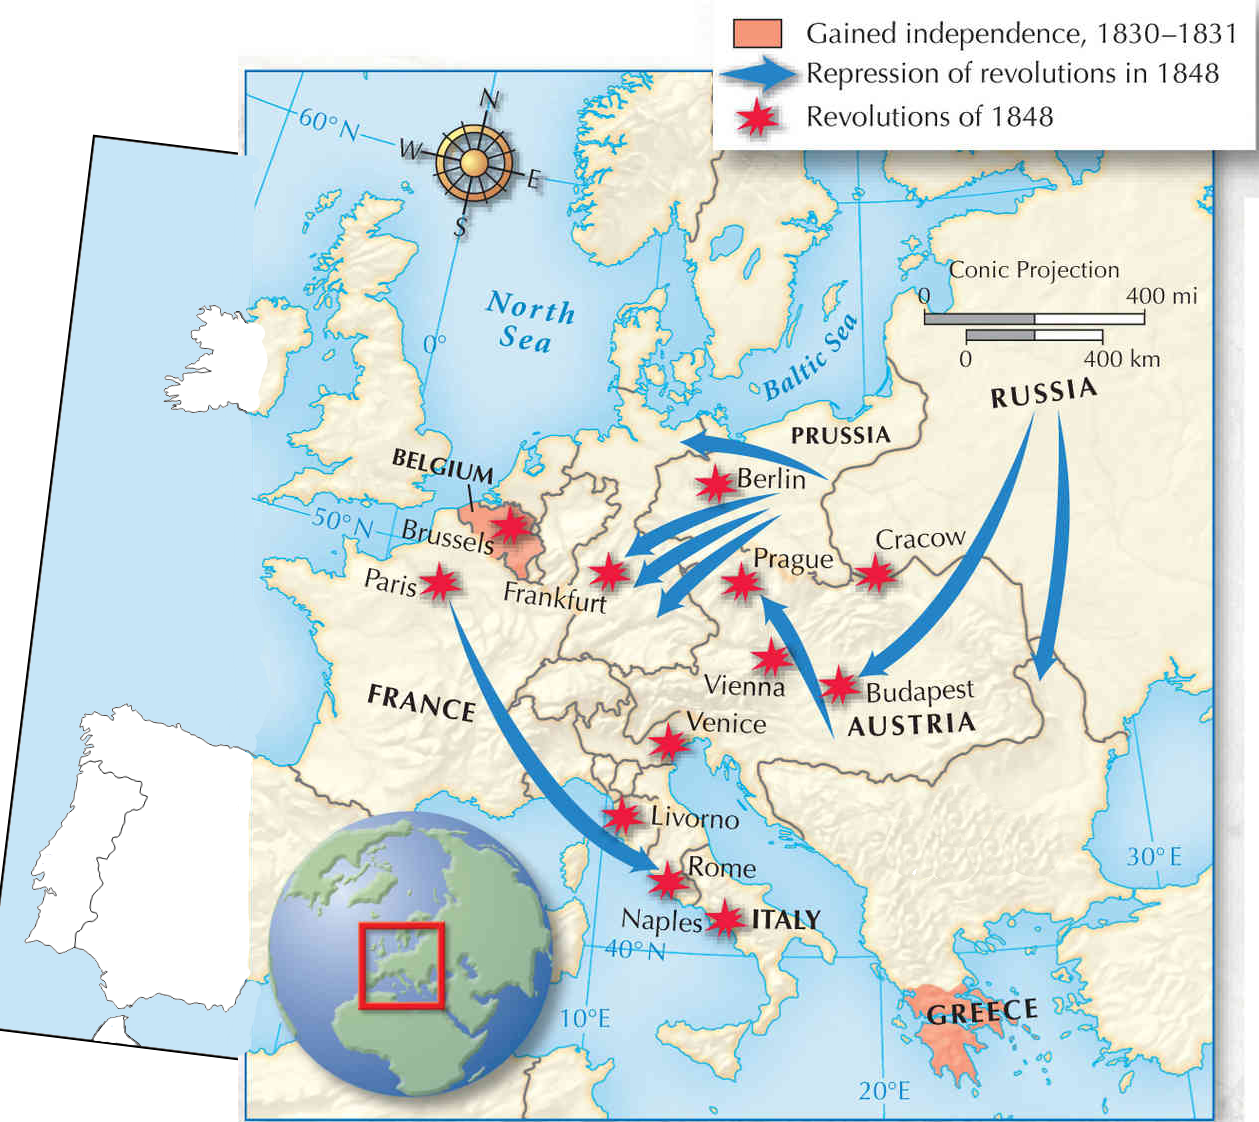 Gained independence, 1830–1831
Repression of revolutions in 1848
Revolutions of 1848
N
60°N
W
E
S
Conic Projection
0
400 mi
North
Sea
0°
0
400 km
Baltic Sea
RUSSIA
PRUSSIA
BELGIUM
Berlin
50°N
Brussels
Cracow
Prague
Paris
Frankfurt
Vienna
Budapest
FRANCE
AUSTRIA
Venice
Livorno
30°E
Rome
Naples
ITALY
40°N
GREECE
10°E
20°E